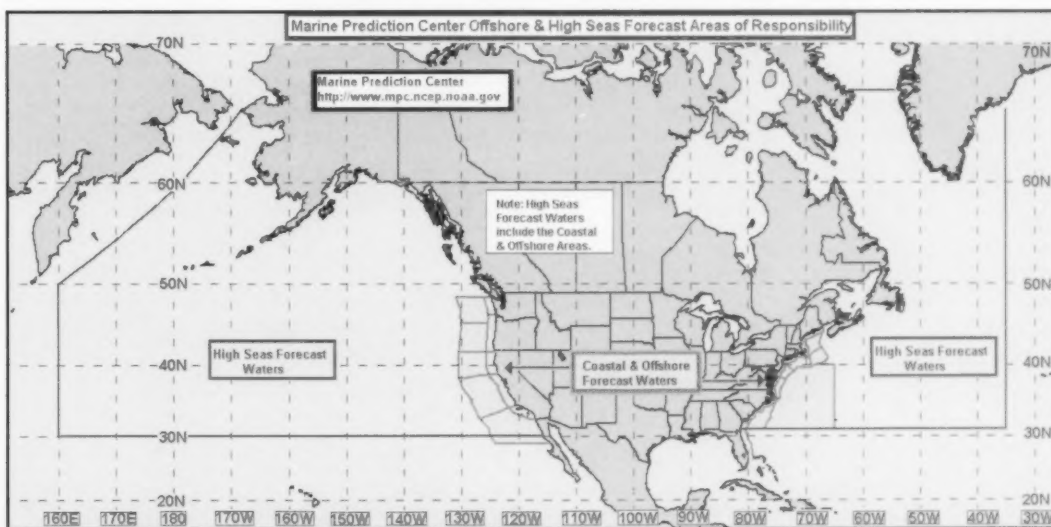 Marine Prediction Center Offshore & High Seas Forecast Areas of Responsibility
70N
70N
Marine Prediction Center
http://www.mpc.ncep.noaa.gov
60N
60N
Note: High Seas
Forecast Waters
include the Coastal
& Offshore Areas.
50N
50N
High Seas Forecast
Waters
40N
Coastal & Offshore
Forecast Waters
High Seas Forecast
Waters
40N
30N
30N
20N
20N
160E 170E 180 170W 160W 150W 140W 130W 120W 110W 100W 90W 80W 70W 60W 50W 40W 30W